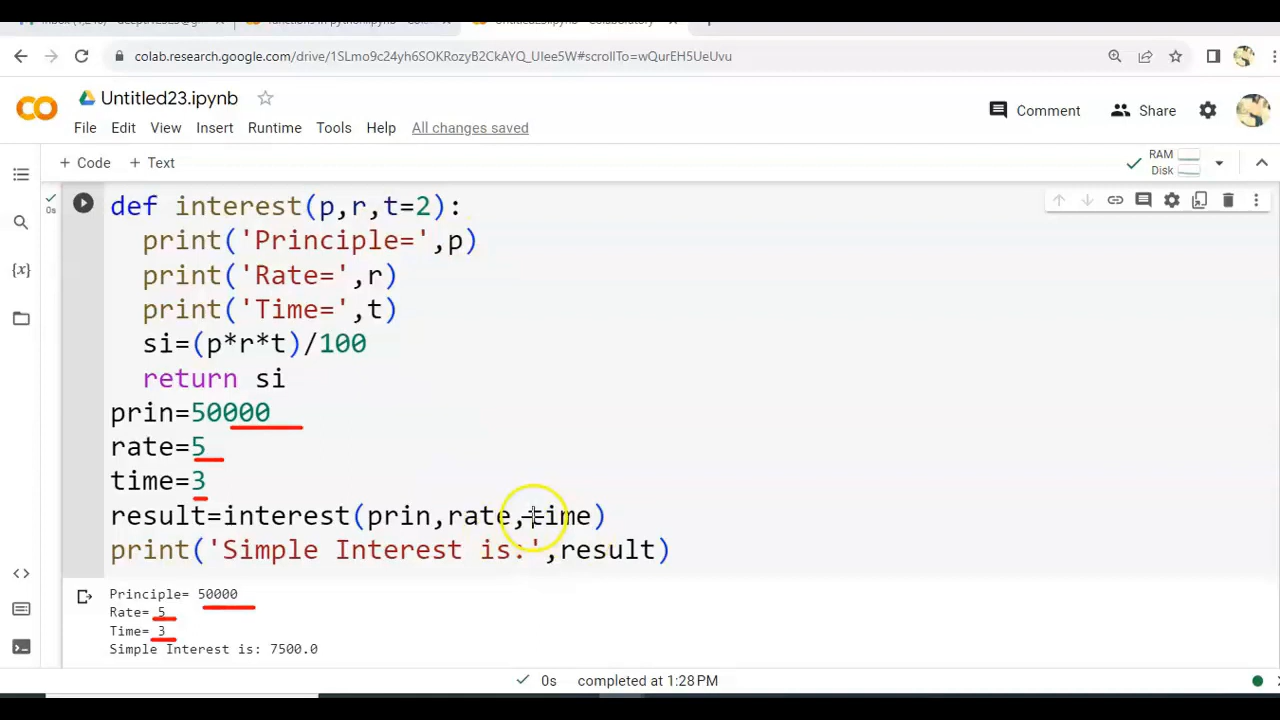 colab.research.google.com/drive/1SLmo9c24yh6SOKRozyB2CkAYQ_Ulee5W#scrollTo=wQurEH5UeUvu
CO
Untitled23.ipynb
Comment
Share
File Edit View Insert Runtime Tools Help All changes saved
+ Code + Text
RAM
Disk
0s
def interest(p,r,t=2):
print('Principle=',p)
print('Rate=',r)
print('Time=',t)
si=(p*r*t)/100
return si
prin=50000
rate=5
time=3
result=interest(prin,rate,time)
print('Simple Interest is:',result)
Principle= 50000
Rate= 5
Time= 3
Simple Interest is: 7500.0
0s completed at 1:28 PM